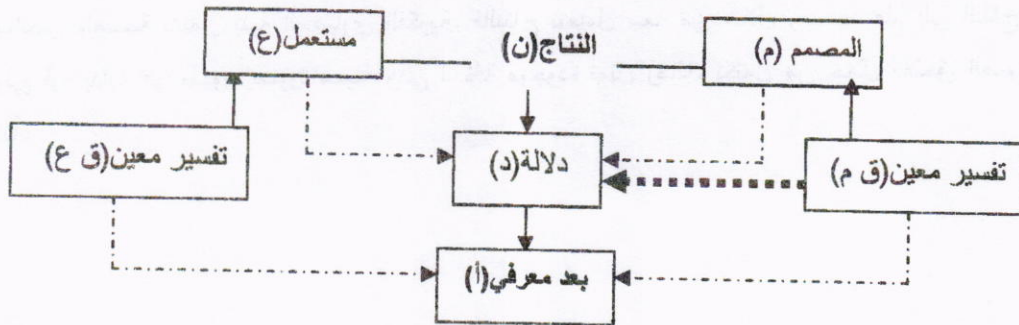 المصمم (م)
النتاج(ن)
مستعمل(ع)
تفسير معين(ق م)
دلالة(د)
تفسير معين(ق ع)
بعد معرفي(أ)